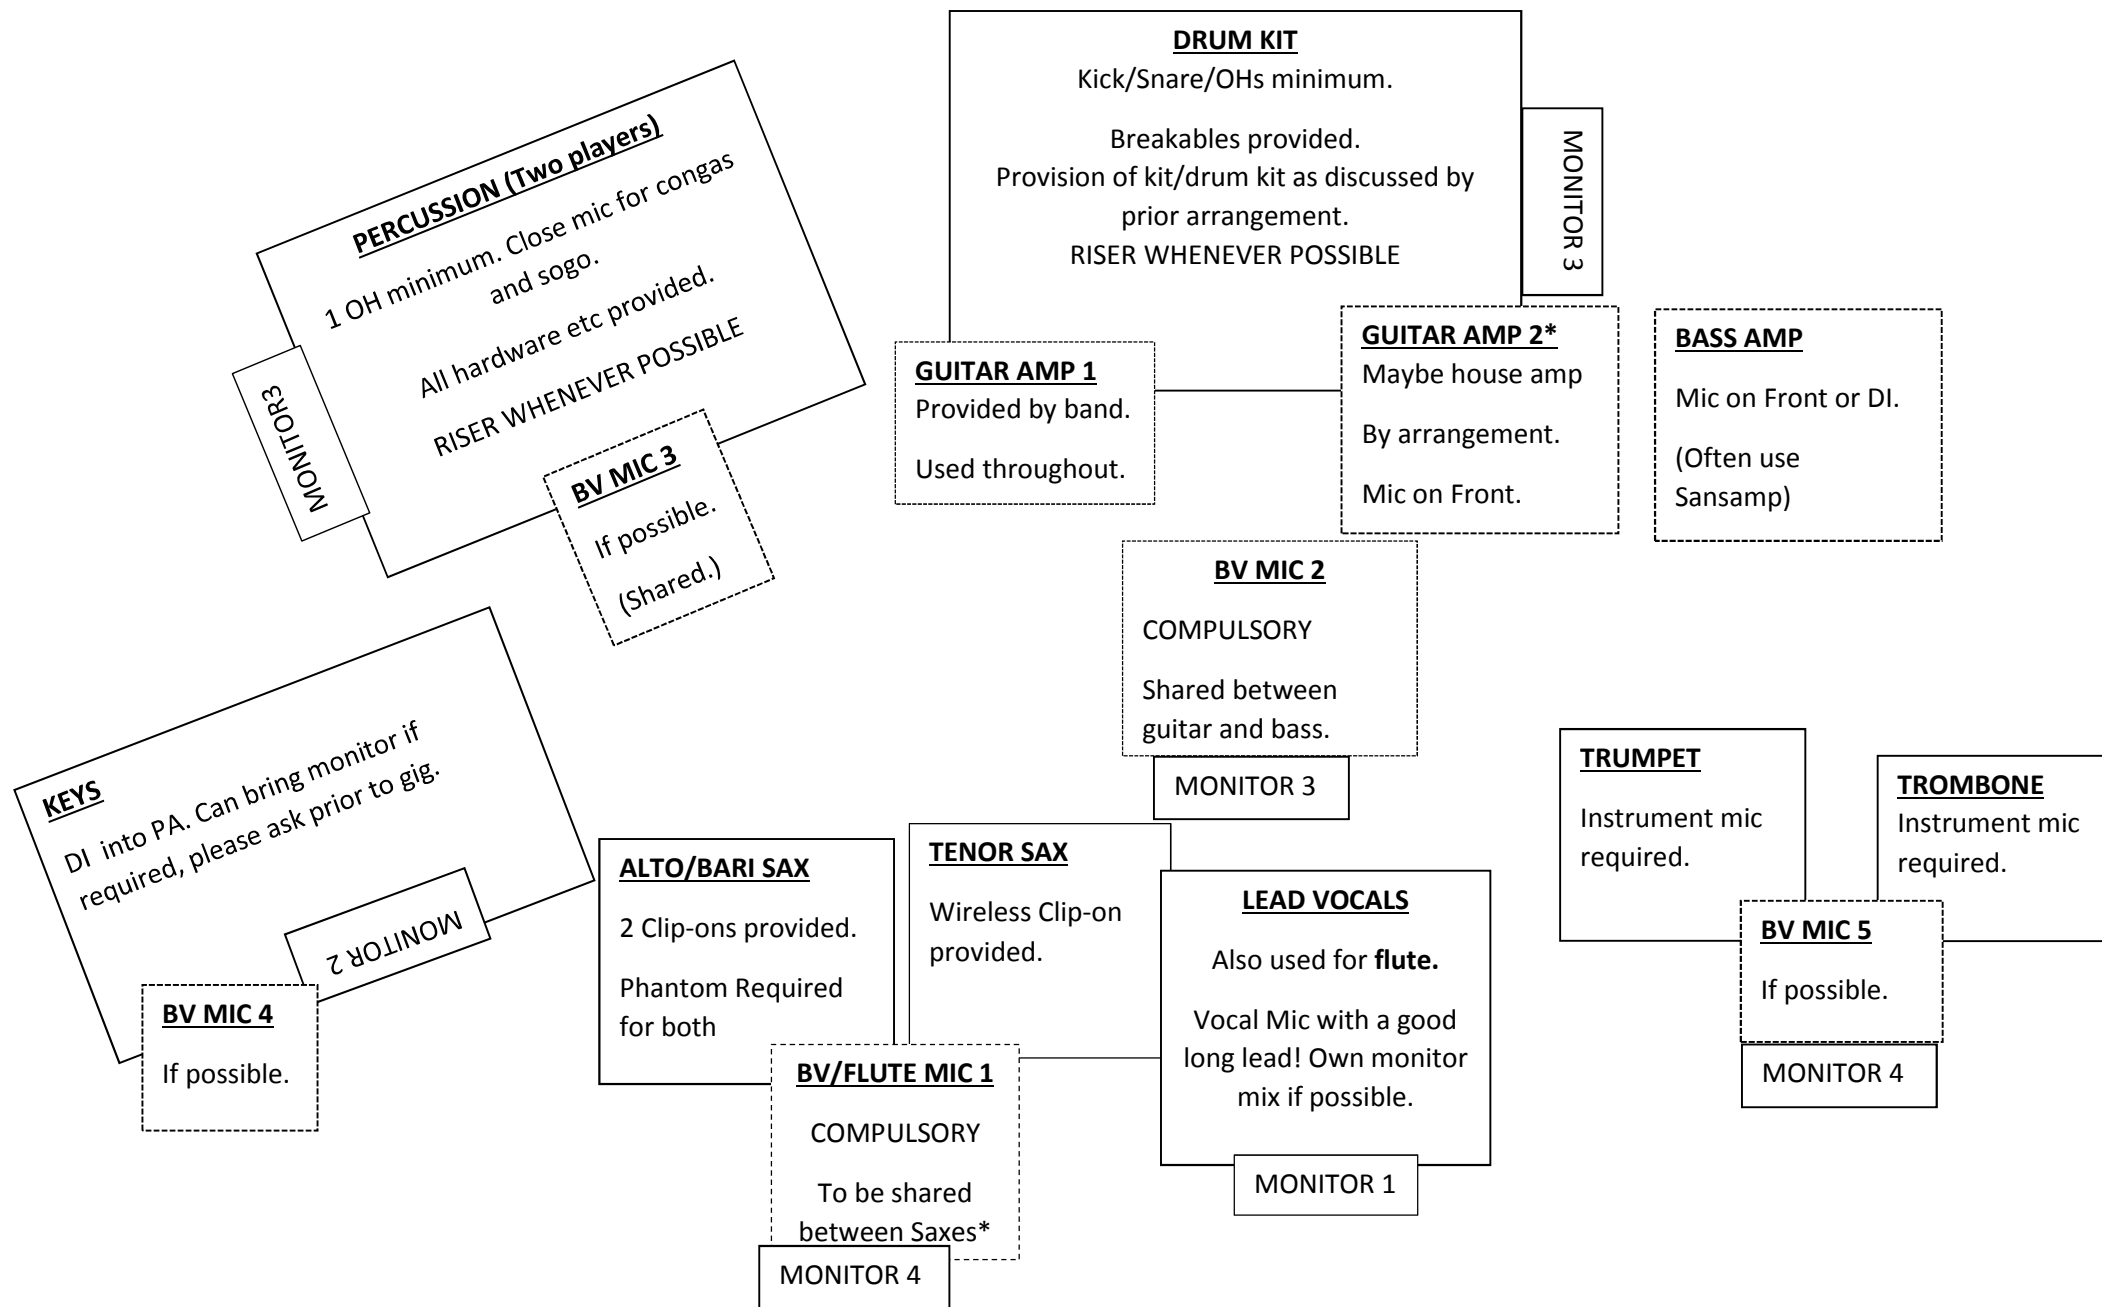 DRUM KIT
Kick/Snare/OHs minimum.
Breakables provided.
Provision of kit/drum kit as discussed by
prior arrangement.
RISER WHENEVER POSSIBLE
MONITOR 3
PERCUSSION (Two players)
1 OH minimum. Close mic for congas
and sogo.
All hardware etc provided.
RISER WHENEVER POSSIBLE
MONITOR3
BV MIC 3
If possible.
(Shared.)
GUITAR AMP 1
Provided by band.
Used throughout.
GUITAR AMP 2*
Maybe house amp
By arrangement.
Mic on Front.
BASS AMP
Mic on Front or DI.
(Often use
Sansamp)
BV MIC 2
COMPULSORY
Shared between
guitar and bass.
MONITOR 3
KEYS
DI  into PA. Can bring monitor if
required, please ask prior to gig.
MONITOR 2
BV MIC 4
If possible.
ALTO/BARI SAX
2 Clip-ons provided.
Phantom Required
for both
TENOR SAX
Wireless Clip-on
provided.
BV/FLUTE MIC 1
COMPULSORY
To be shared
between Saxes*
MONITOR 4
LEAD VOCALS
Also used for flute.
Vocal Mic with a good
long lead! Own monitor
mix if possible.
MONITOR 1
TRUMPET
Instrument mic
required.
TROMBONE
Instrument mic
required.
BV MIC 5
If possible.
MONITOR 4